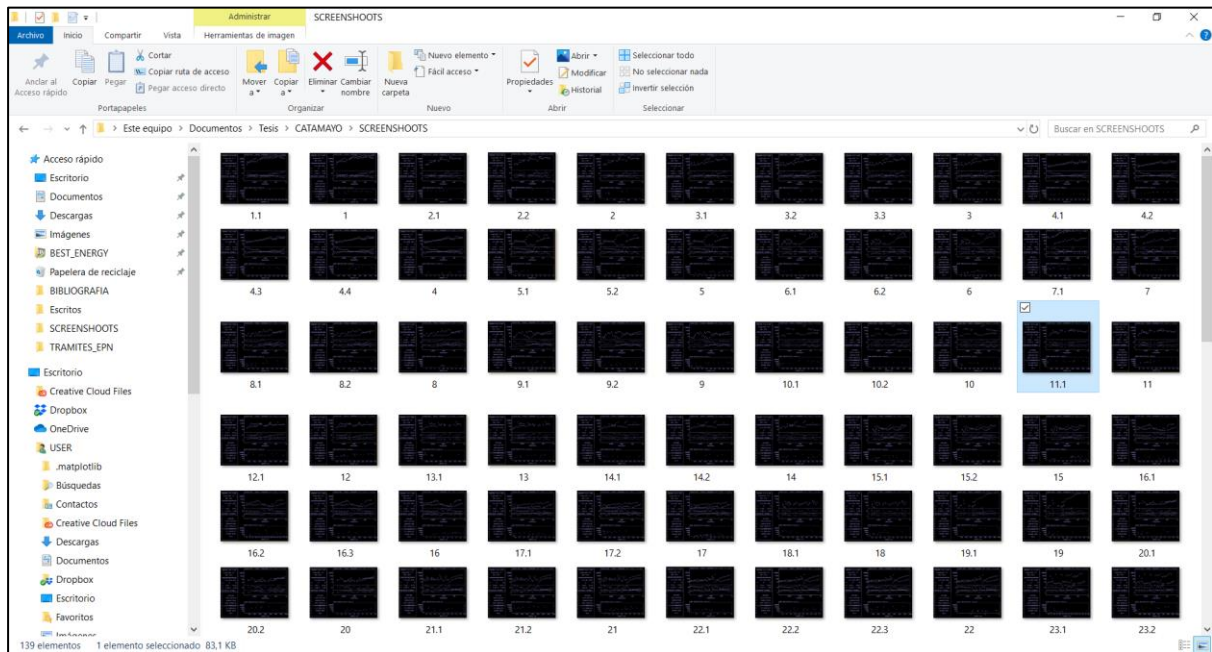 Administrar SCREENSHOOTS
Archivo Inicio Compartir Vista Herramientas de imagen
Anclar al Acceso rápido
Copiar
Pegar
Cortar
Copiar ruta de acceso
Pegar acceso directo
Portapapeles
Mover a
Copiar a
Eliminar
Cambiar nombre
Organizar
Nueva carpeta
Nuevo elemento
Fácil acceso
Nuevo
Propiedades
Abrir
Modificar
Historial
Abrir
Seleccionar todo
No seleccionar nada
Invertir selección
Seleccionar
Este equipo > Documentos > Tesis > CATAMAYO > SCREENSHOOTS
Buscar en SCREENSHOOTS
Acceso rápido
Escritorio
Documentos
Descargas
Imágenes
BEST_ENERGY
Papelera de reciclaje
BIBLIOGRAFIA
Escritos
SCREENSHOOTS
TRAMITES_EPN
Escritorio
Creative Cloud Files
Dropbox
OneDrive
USER
.matplotlib
Búsquedas
Contactos
Creative Cloud Files
Descargas
Documentos
Dropbox
Escritorio
Favoritos
Imágenes
1.1 1 2.1 2.2 2 3.1 3.2 3.3 3 4.1 4.2
4.3 4.4 4 5.1 5.2 5 6.1 6.2 6 7.1 7
8.1 8.2 8 9.1 9.2 9 10.1 10.2 10 11.1 11
12.1 12 13.1 13 14.1 14.2 14 15.1 15.2 15 16.1
16.2 16.3 16 17.1 17.2 17 18.1 18 19.1 19 20.1
20.2 20 21.1 21.2 21 22.1 22.2 22.3 22 23.1 23.2
139 elementos 1 elemento seleccionado 83,1 KB